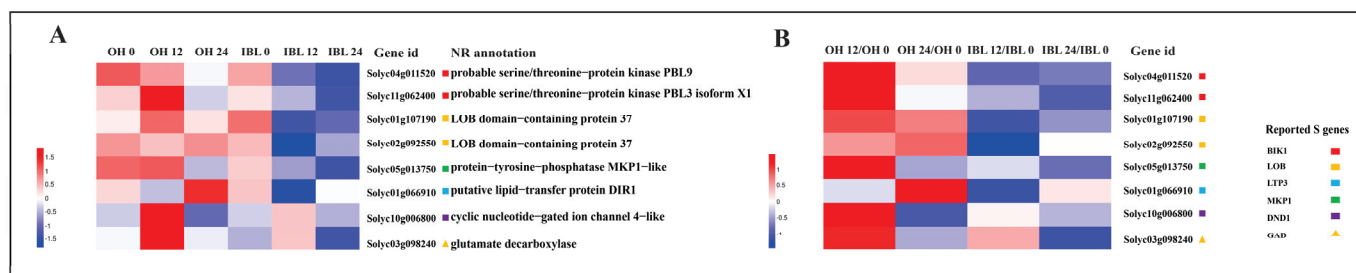 A
OH 0 OH 12 OH 24 IBL 0 IBL 12 IBL 24 Gene id NR annotation
Solyc04g011520 probable serine/threonine−protein kinase PBL9
Solyc11g062400 probable serine/threonine−protein kinase PBL3 isoform X1
Solyc01g107190 LOB domain−containing protein 37
Solyc02g092550 LOB domain−containing protein 37
Solyc05g013750 protein−tyrosine−phosphatase MKP1−like
Solyc01g066910 putative lipid−transfer protein DIR1
Solyc10g006800 cyclic nucleotide−gated ion channel 4−like
Solyc03g098240 glutamate decarboxylase
1.5
1
0.5
0
-0.5
-1
-1.5
B
OH 12/OH 0 OH 24/OH 0 IBL 12/IBL 0 IBL 24/IBL 0 Gene id
Solyc04g011520
Solyc11g062400
Solyc01g107190
Solyc02g092550
Solyc05g013750
Solyc01g066910
Solyc10g006800
Solyc03g098240
1
0.5
0
-0.5
-1
Reported S genes
BIK1
LOB
LTP3
MKP1
DND1
GAD